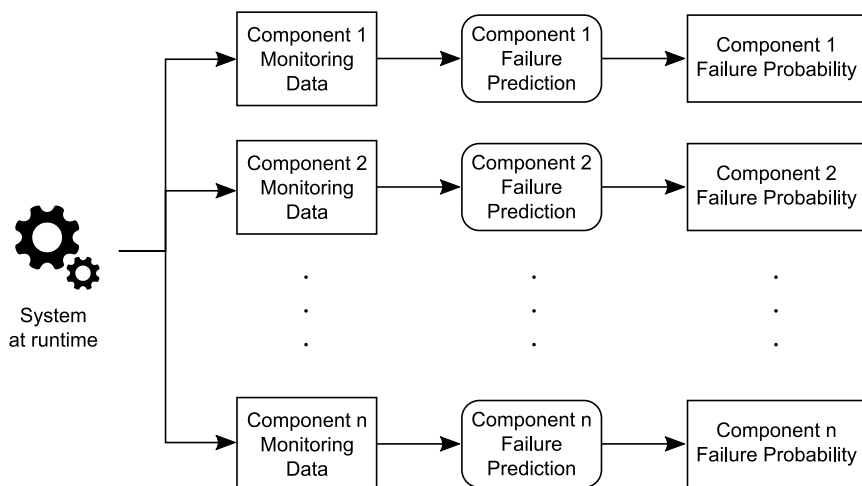 Component 1
Monitoring
Data
Component 1
Failure
Prediction
Component 1
Failure Probability
Component 2
Monitoring
Data
Component 2
Failure
Prediction
Component 2
Failure Probability
System
at runtime
Component n
Monitoring
Data
Component n
Failure
Prediction
Component n
Failure Probability